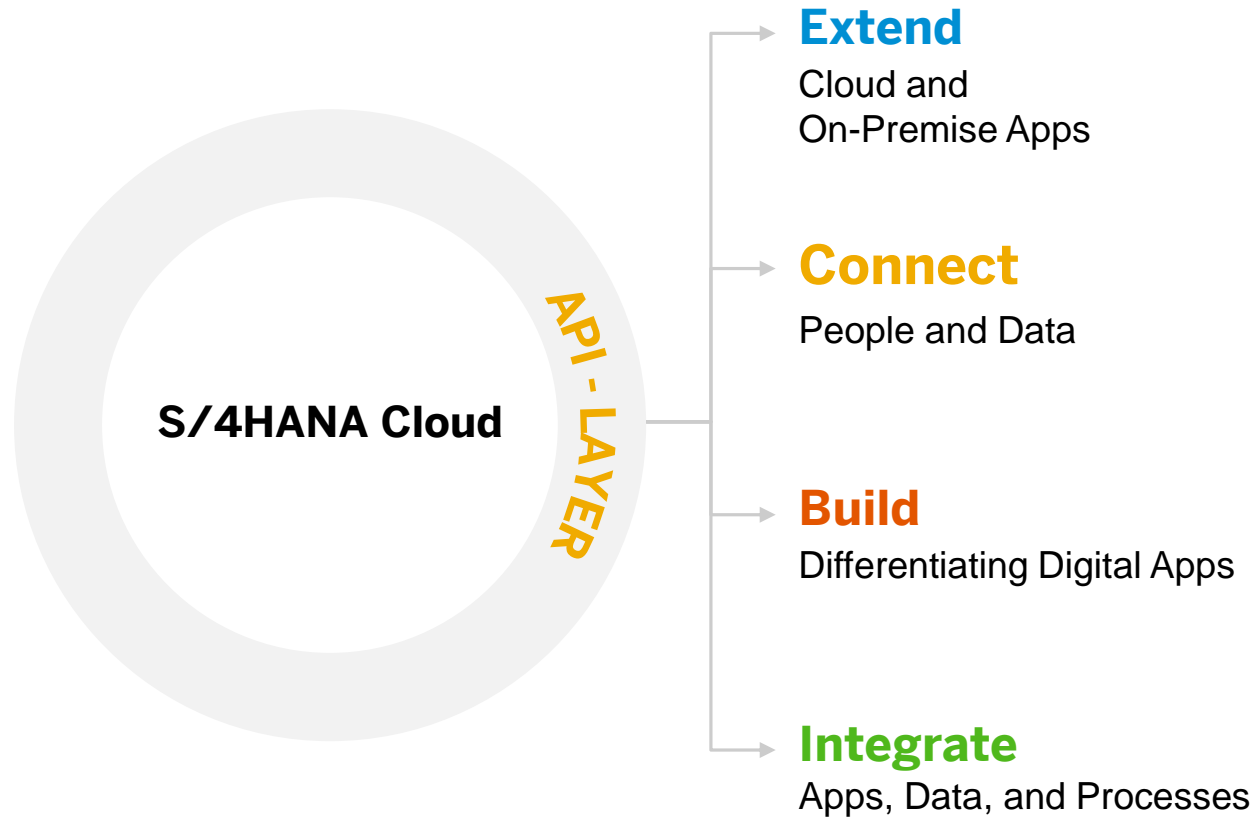 S/4HANA Cloud
API - LAYER
Extend
Cloud and
On-Premise Apps
Connect
People and Data
Build
Differentiating Digital Apps
Integrate
Apps, Data, and Processes